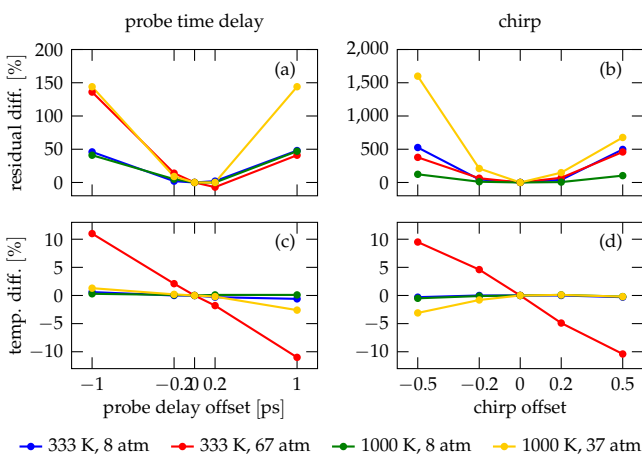 probe time delay
chirp
residual diff. [%]
200
150
100
50
0
(a)
2,000
1,500
1,000
500
0
(b)
temp. diff. [%]
10
5
0
−5
−10
(c)
10
5
0
−5
−10
(d)
−1 −0.2 0 0.2 1
−0.5 −0.2 0 0.2 0.5
probe delay offset [ps]
chirp offset
333 K, 8 atm 333 K, 67 atm 1000 K, 8 atm 1000 K, 37 atm